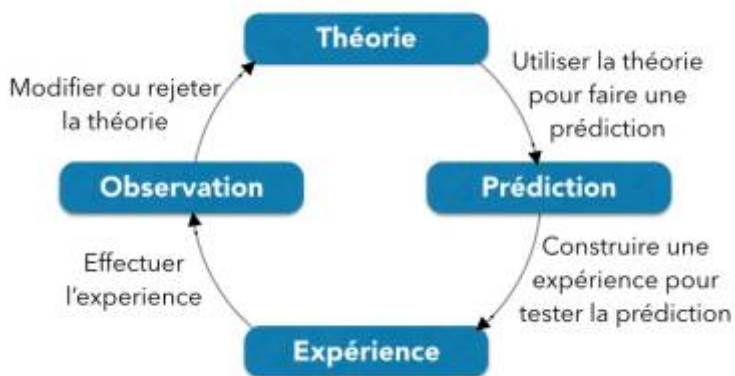 Théorie
Utiliser la théorie
pour faire une
prédiction
Prédiction
Construire une
expérience pour
tester la prédiction
Expérience
Effectuer
l'experience
Observation
Modifier ou rejeter
la théorie